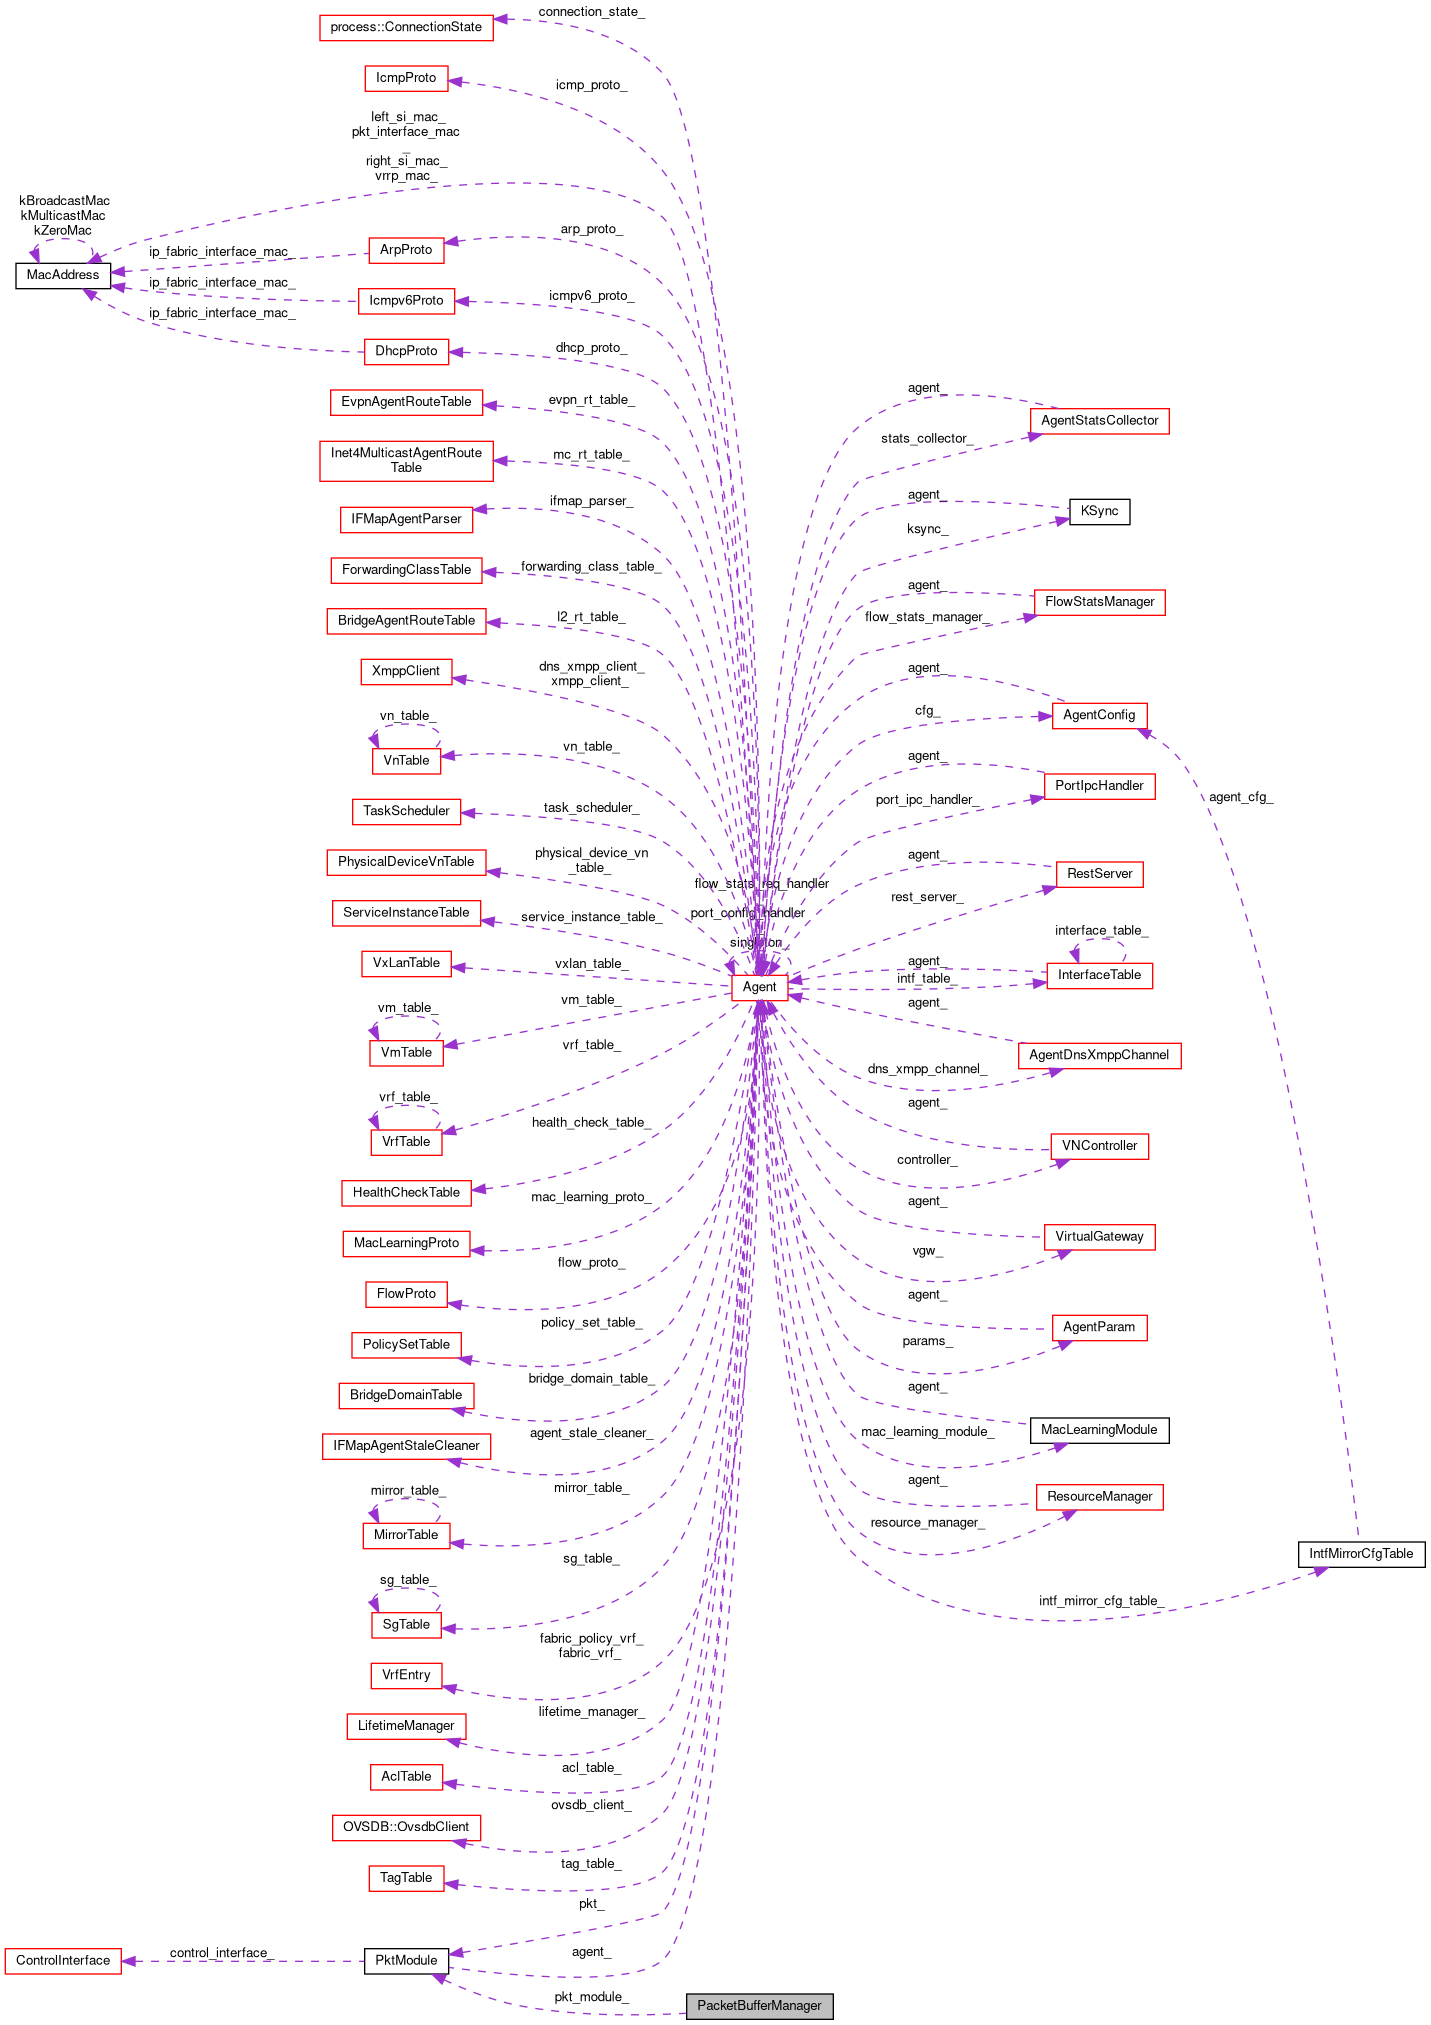 connection_state_
process::ConnectionState
IcmpProto
icmp_proto_
left_si_mac_
pkt_interface_mac
_
right_si_mac_
vrrp_mac_
kBroadcastMac
kMulticastMac
kZeroMac
MacAddress
ip_fabric_interface_mac_
ArpProto
arp_proto_
ip_fabric_interface_mac_
Icmpv6Proto
icmpv6_proto_
ip_fabric_interface_mac_
DhcpProto
dhcp_proto_
EvpnAgentRouteTable
evpn_rt_table_
Inet4MulticastAgentRoute
Table
mc_rt_table_
IFMapAgentParser
ifmap_parser_
ForwardingClassTable
forwarding_class_table_
BridgeAgentRouteTable
l2_rt_table_
XmppClient
dns_xmpp_client_
xmpp_client_
vn_table_
VnTable
vn_table_
TaskScheduler
task_scheduler_
PhysicalDeviceVnTable
physical_device_vn
_table_
ServiceInstanceTable
service_instance_table_
VxLanTable
vxlan_table_
vm_table_
VmTable
vm_table_
vrf_table_
VrfTable
vrf_table_
HealthCheckTable
health_check_table_
MacLearningProto
mac_learning_proto_
FlowProto
flow_proto_
PolicySetTable
policy_set_table_
BridgeDomainTable
bridge_domain_table_
IFMapAgentStaleCleaner
agent_stale_cleaner_
mirror_table_
MirrorTable
mirror_table_
sg_table_
SgTable
sg_table_
VrfEntry
fabric_policy_vrf_
fabric_vrf_
LifetimeManager
lifetime_manager_
AclTable
acl_table_
OVSDB::OvsdbClient
ovsdb_client_
TagTable
tag_table_
pkt_
ControlInterface
control_interface_
PktModule
agent_
pkt_module_
PacketBufferManager
flow_stats_req_handler
_
port_config_handler
_
singleton_
Agent
agent_
stats_collector_
AgentStatsCollector
agent_
ksync_
KSync
agent_
flow_stats_manager_
FlowStatsManager
agent_
cfg_
AgentConfig
agent_
port_ipc_handler_
PortIpcHandler
agent_cfg_
agent_
rest_server_
RestServer
interface_table_
agent_
intf_table_
InterfaceTable
agent_
AgentDnsXmppChannel
dns_xmpp_channel_
agent_
VNController
controller_
agent_
VirtualGateway
vgw_
agent_
AgentParam
params_
agent_
MacLearningModule
mac_learning_module_
agent_
ResourceManager
resource_manager_
IntfMirrorCfgTable
intf_mirror_cfg_table_